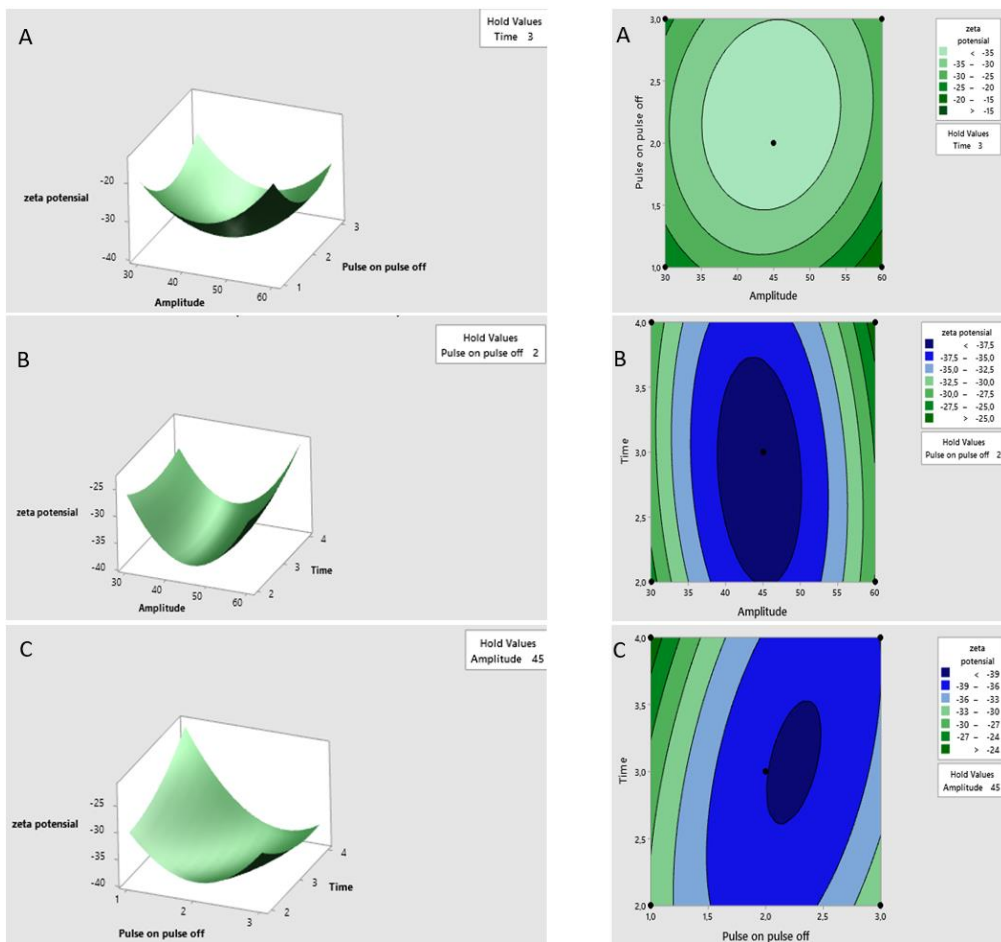 A
Hold Values
Time 3
-20
zeta potensial
-30
-40
30
40
50
60
Amplitude
1
2
3
Pulse on pulse off
A
3,0
2,5
2,0
1,5
1,0
Pulse on pulse off
30 35 40 45 50 55 60
Amplitude
zeta
potential
< -35
-35 – -30
-30 – -25
-25 – -20
-20 – -15
> -15
Hold Values
Time 3
B
Hold Values
Pulse on pulse off 2
-25
-30
zeta potensial
-35
-40
30
40
50
60
Amplitude
2
3
4
Time
B
4,0
3,5
3,0
2,5
2,0
Time
30 35 40 45 50 55 60
Amplitude
zeta potensial
< -37,5
-37,5 – -35,0
-35,0 – -32,5
-32,5 – -30,0
-30,0 – -27,5
-27,5 – -25,0
> -25,0
Hold Values
Pulse on pulse off 2
C
Hold Values
Amplitude 45
-25
zeta potensial
-30
-35
-40
1
2
3
Pulse on pulse off
2
3
4
Time
C
4,0
3,5
3,0
2,5
2,0
Time
1,0 1,5 2,0 2,5 3,0
Pulse on pulse off
zeta
potensial
< -39
-39 – -36
-36 – -33
-33 – -30
-30 – -27
-27 – -24
> -24
Hold Values
Amplitude 45